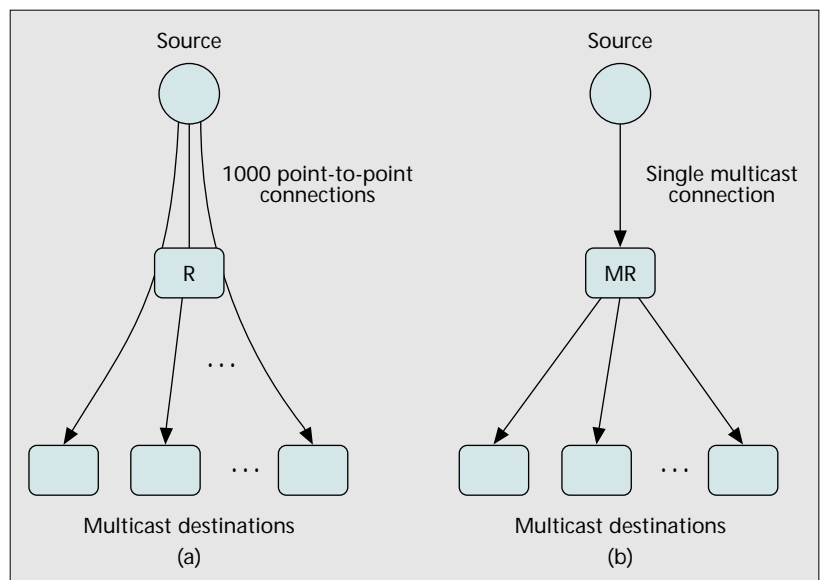 Source
1000 point-to-point
connections
R
. . .
. . .
Multicast destinations
(a)
Source
Single multicast
connection
MR
. . .
Multicast destinations
(b)